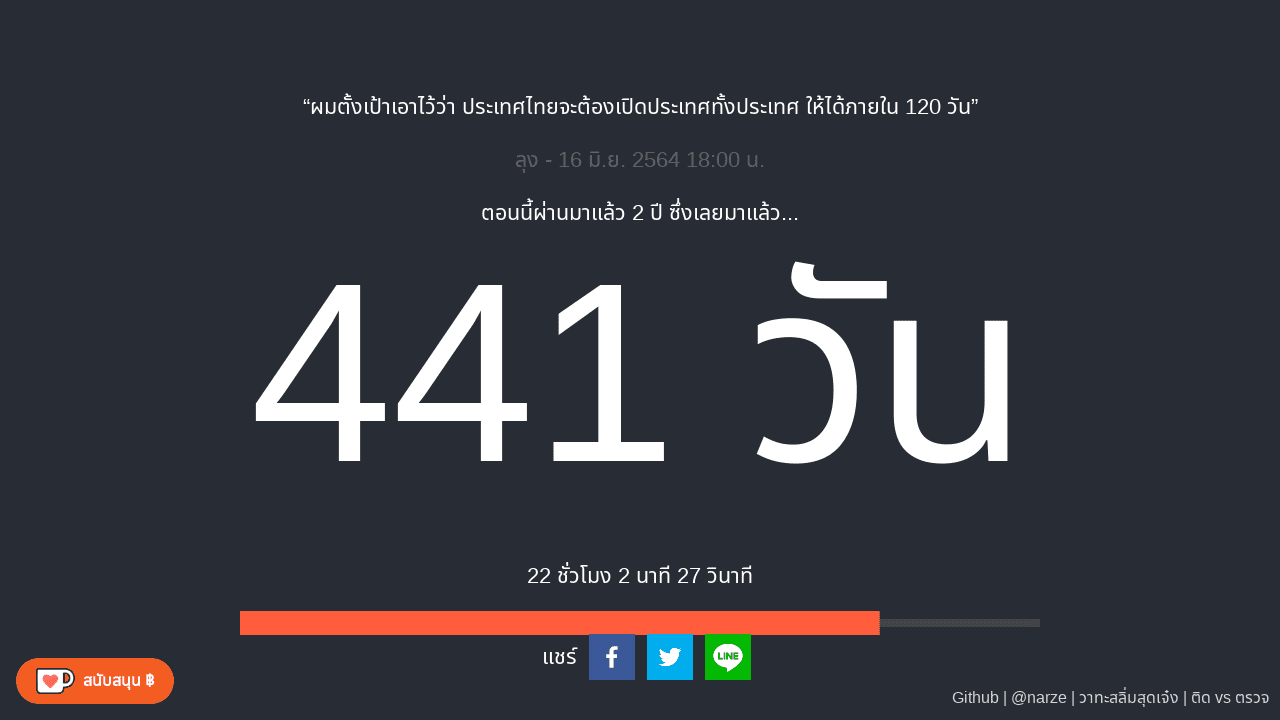 “ผมตั้งเป้าเอาไว้ว่า ประเทศไทยจะต้องเปิดประเทศทั้งประเทศ ให้ได้ภายใน 120 วัน”
ลุง - 16 มิ.ย. 2564 18:00 น.
ตอนนี้ผ่านมาแล้ว 2 ปี ซึ่งเลยมาแล้ว...
441 วัน
22 ชั่วโมง 2 นาที 27 วินาที
แชร์ LINE
สนับสนุน ฿
Github | @narze | วาทะสลิ่มสุดเจ๋ง | ติด vs ตรวจ